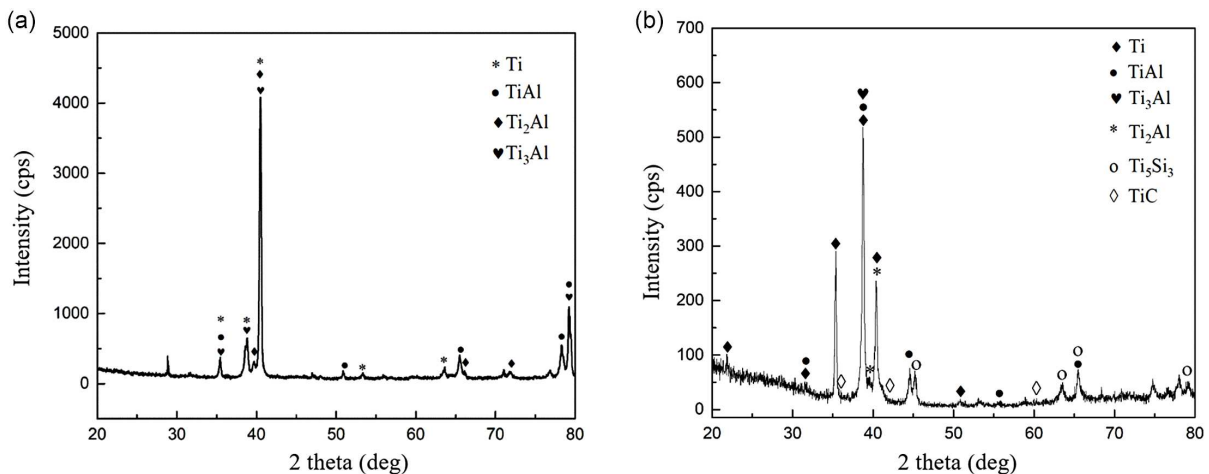 (a)
5000
4000
3000
2000
1000
0
Intensity (cps)
20 30 40 50 60 70 80
2 theta (deg)
* Ti
● TiAl
♦ Ti₂Al
♥ Ti₃Al
(b)
700
600
500
400
300
200
100
0
Intensity (cps)
20 30 40 50 60 70 80
2 theta (deg)
♦ Ti
● TiAl
♥ Ti₃Al
* Ti₂Al
o Ti₅Si₃
◊ TiC